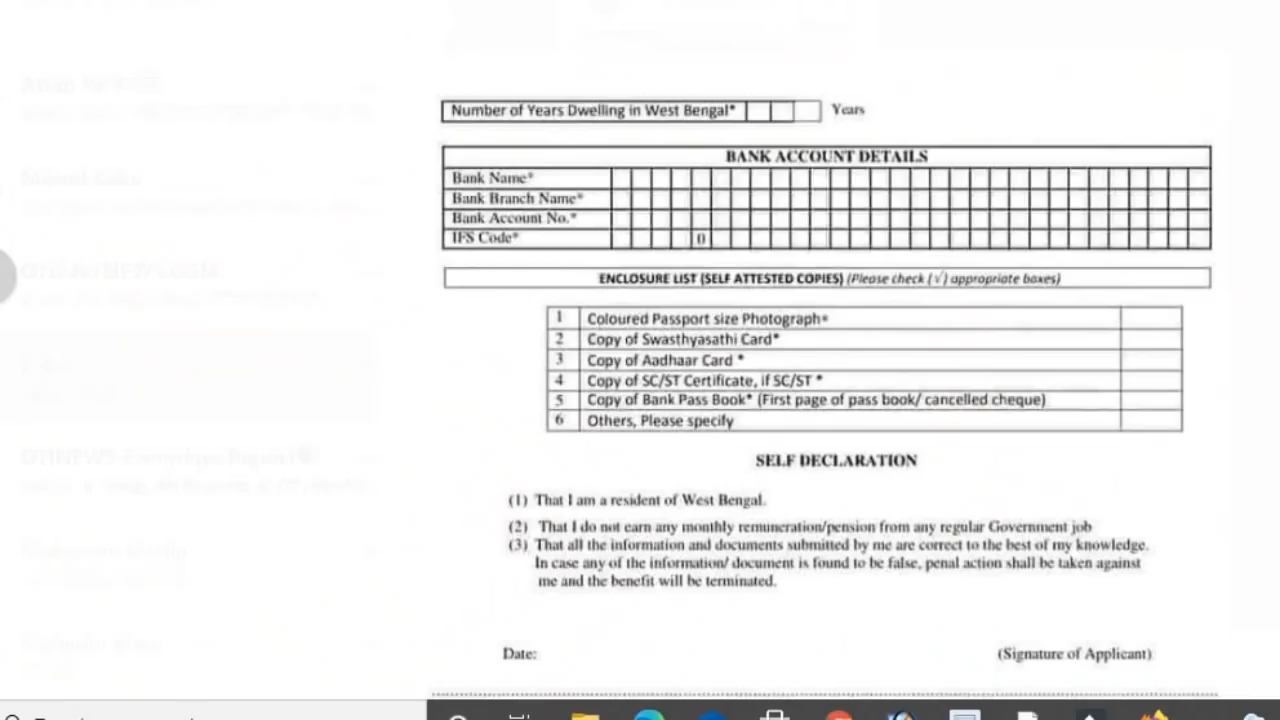 Number of Years Dwelling in West Bengal* Years
BANK ACCOUNT DETAILS
Bank Name*
Bank Branch Name*
Bank Account No.*
IFS Code* 0
ENCLOSURE LIST (SELF ATTESTED COPIES) (Please check (√) appropriate boxes)
1 Coloured Passport size Photograph*
2 Copy of Swasthyasathi Card*
3 Copy of Aadhaar Card *
4 Copy of SC/ST Certificate, if SC/ST *
5 Copy of Bank Pass Book* (First page of pass book/ cancelled cheque)
6 Others, Please specify
SELF DECLARATION
(1) That I am a resident of West Bengal.
(2) That I do not earn any monthly remuneration/pension from any regular Government job
(3) That all the information and documents submitted by me are correct to the best of my knowledge.
In case any of the information/ document is found to be false, penal action shall be taken against
me and the benefit will be terminated.
Date: (Signature of Applicant)